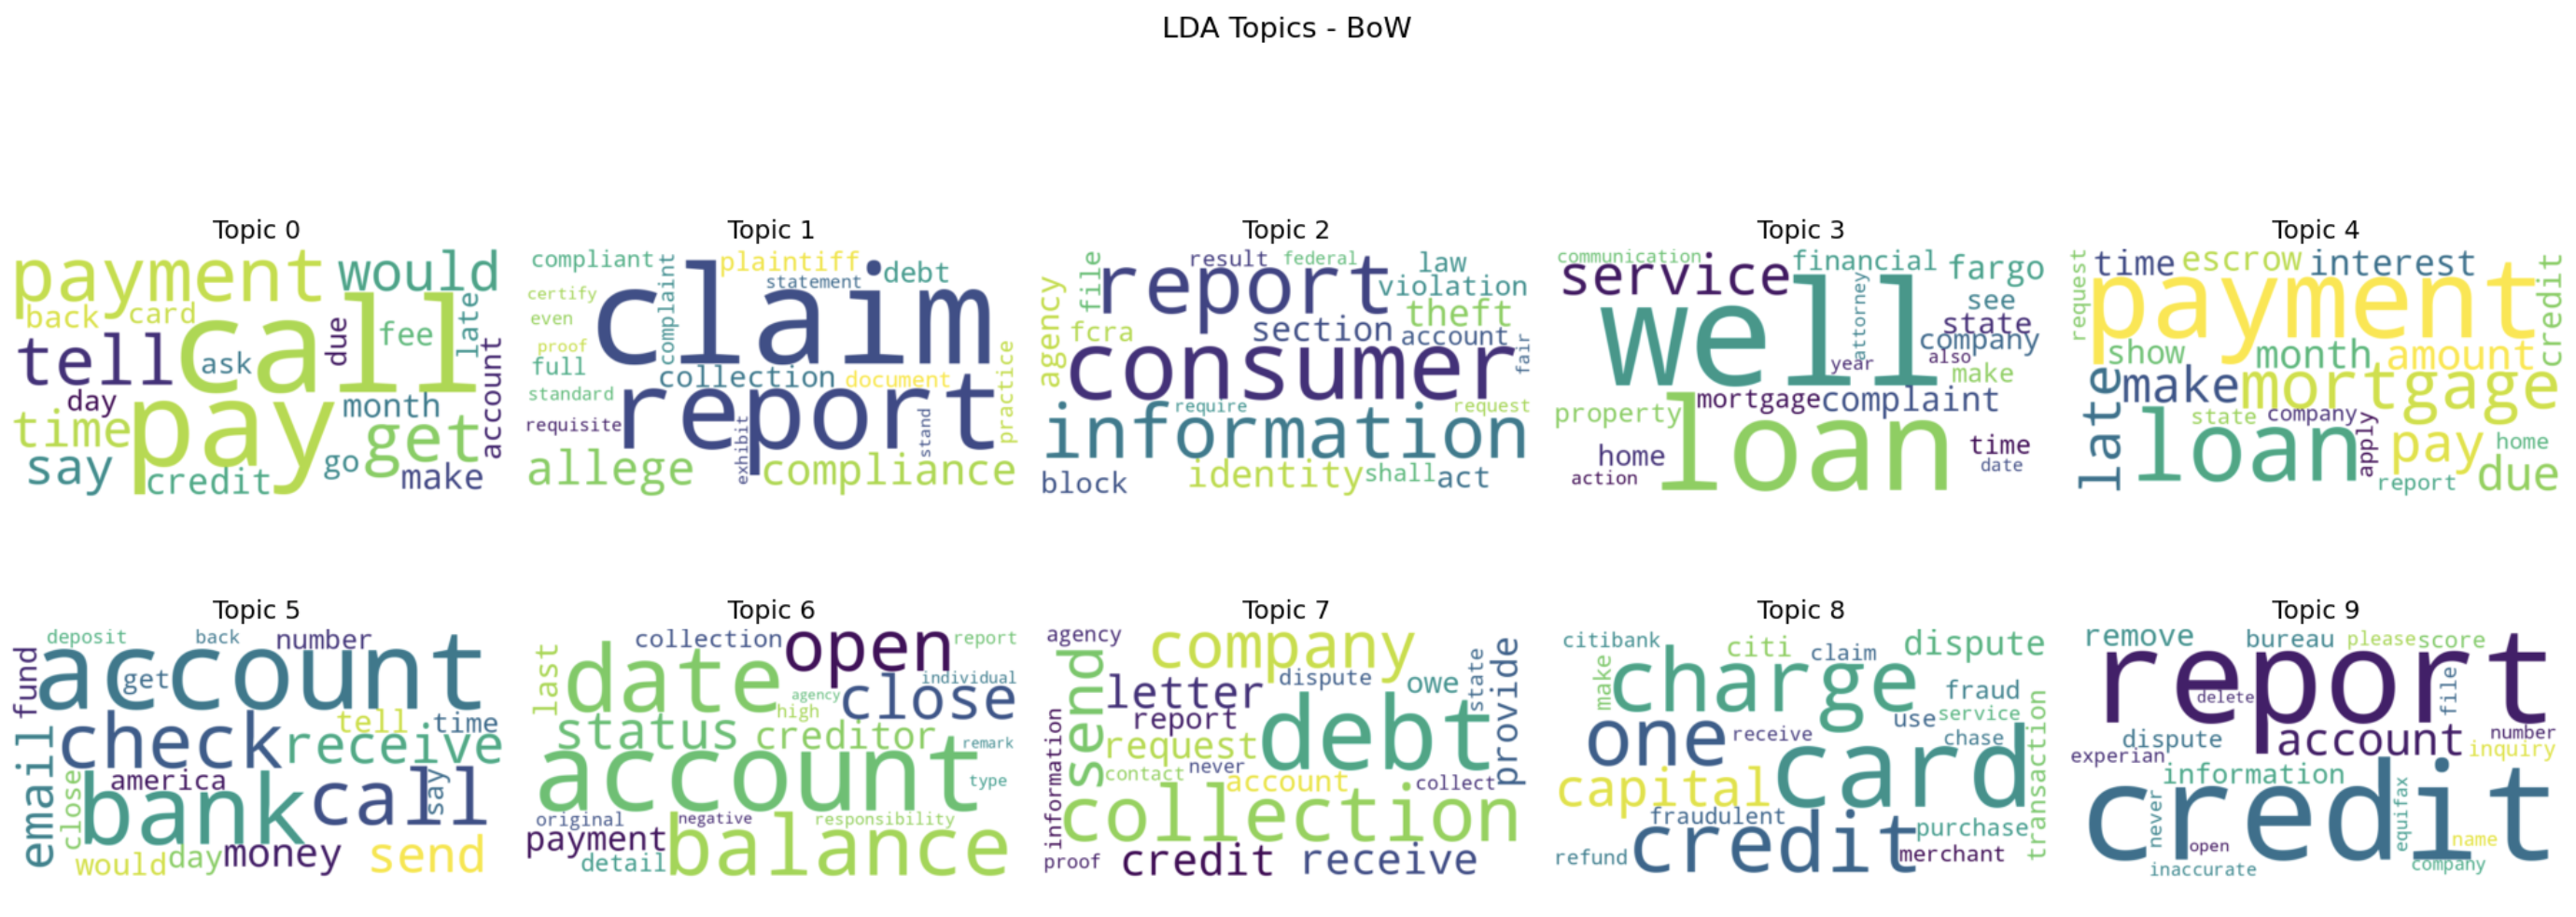 LDA Topics - BoW
Topic 0
payment would
back card
call
tell ask due fee late
account
day month
time pay get
say credit go make
Topic 1
compliant plaintiff debt
statement
certify claim
complaint
even
proof
full collection document
standard report practice
requisite
exhibit stand
allege compliance
Topic 2
result federal law
file report violation
agency theft
fcra section account
consumer fair
require request
information
block identity shall act
Topic 3
communication financial fargo
service
see
well attorney state
company
year also
make
property mortgage complaint
loan time
home date
action
Topic 4
request time escrow interest credit
payment
show month amount
late make mortgage
state company
loan apply pay home
report due
Topic 5
deposit back number
fund account
get
check tell time
receive
email america
close bank call say
would day money send
Topic 6
collection open report
last date individual
agency close
high
status creditor remark
account type
original negative responsibility
payment balance
detail
Topic 7
agency company
send letter dispute owe state provide
report
request debt
information contact never
account collect
collection
proof credit receive
Topic 8
citibank citi claim dispute
make charge fraud
one receive use service
chase
capital card transaction
fraudulent purchase
refund credit merchant
Topic 9
remove bureau please score
report
delete file
dispute account number
experian inquiry
information
never credit equifax
open name
inaccurate company